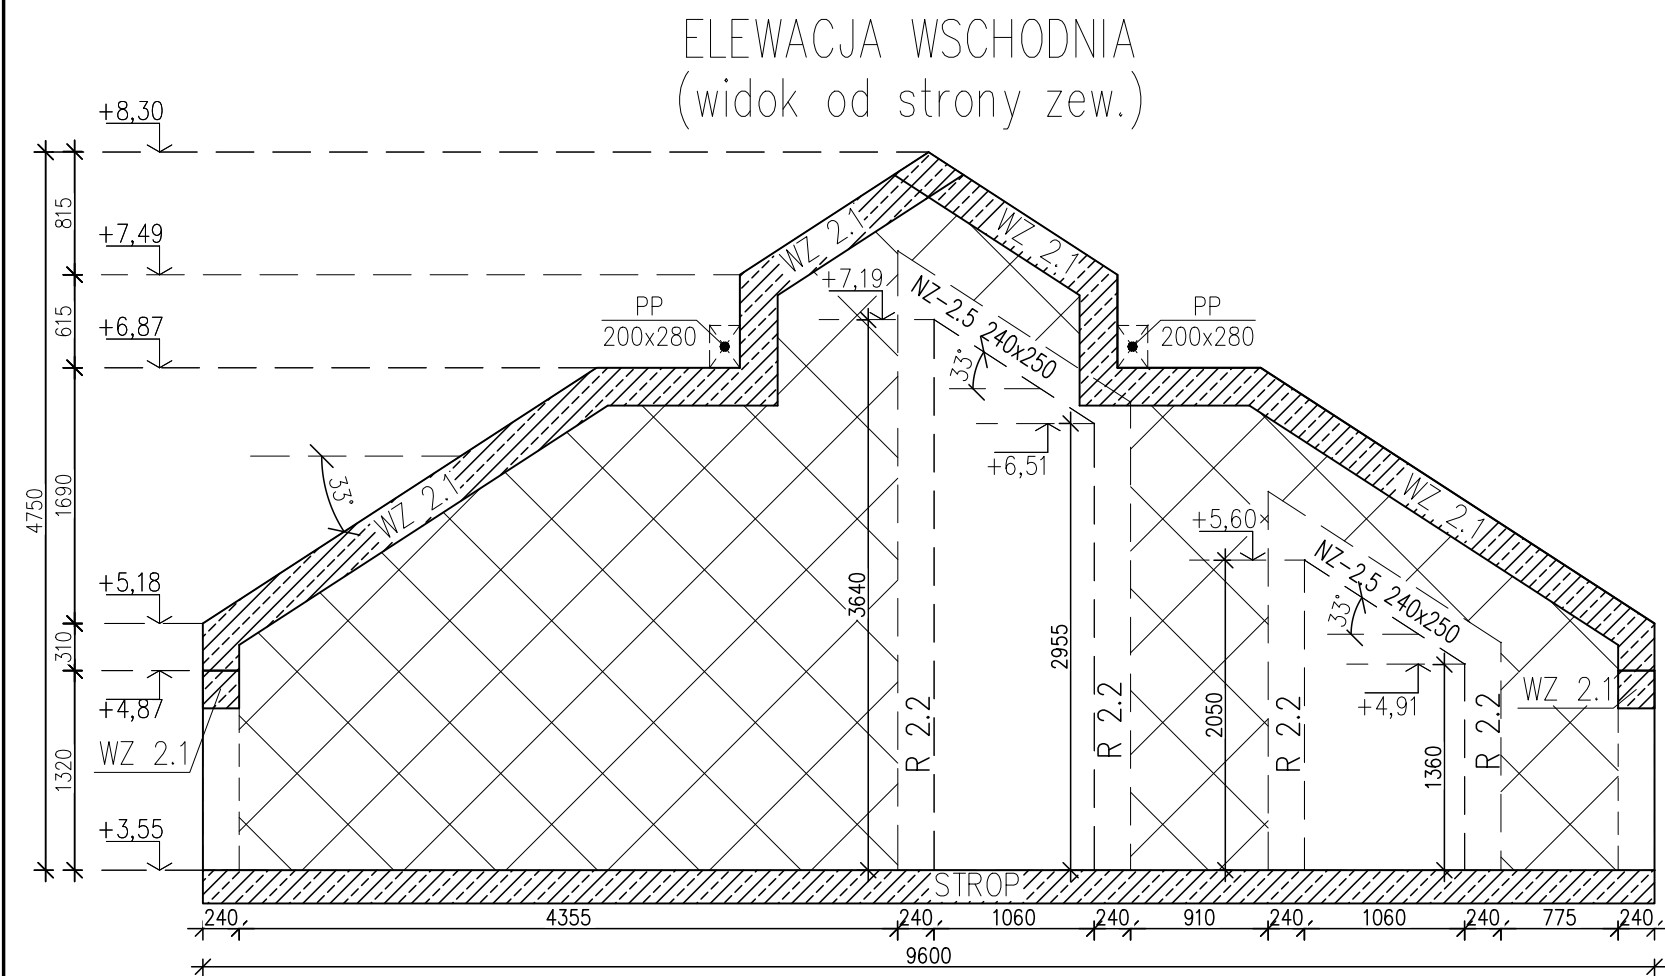 ELEWACJA WSCHODNIA
(widok od strony zew.)
+8,30
815
+7,49
WZ 2.1
WZ 2.1
+7,19
NZ-2.5 240x250
615
+6,87
PP
200x280
PP
200x280
33°
4750
1690
33°
WZ 2.1
+6,51
WZ 2.1
+5,60
NZ-2.5 240x250
33°
+5,18
3640
2955
310
+4,87
WZ 2.1
WZ 2.1
+4,91
R 2.2
R 2.2
2050
R 2.2
1360
R 2.2
1320
+3,55
STROP
240 4355 240 1060 240 910 240 1060 240 775 240
9600